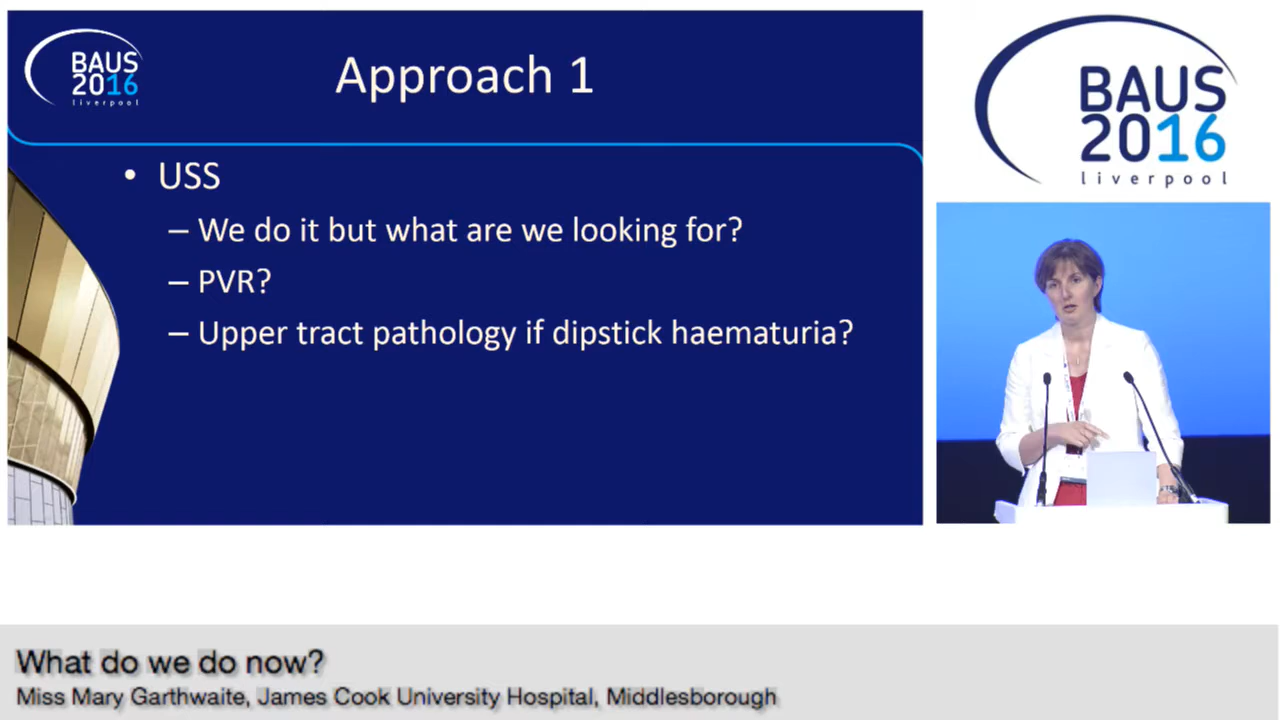 BAUS
2016
liverpool
Approach 1
• USS
– We do it but what are we looking for?
– PVR?
– Upper tract pathology if dipstick haematuria?
BAUS
2016
liverpool
What do we do now?
Miss Mary Garthwaite, James Cook University Hospital, Middlesborough